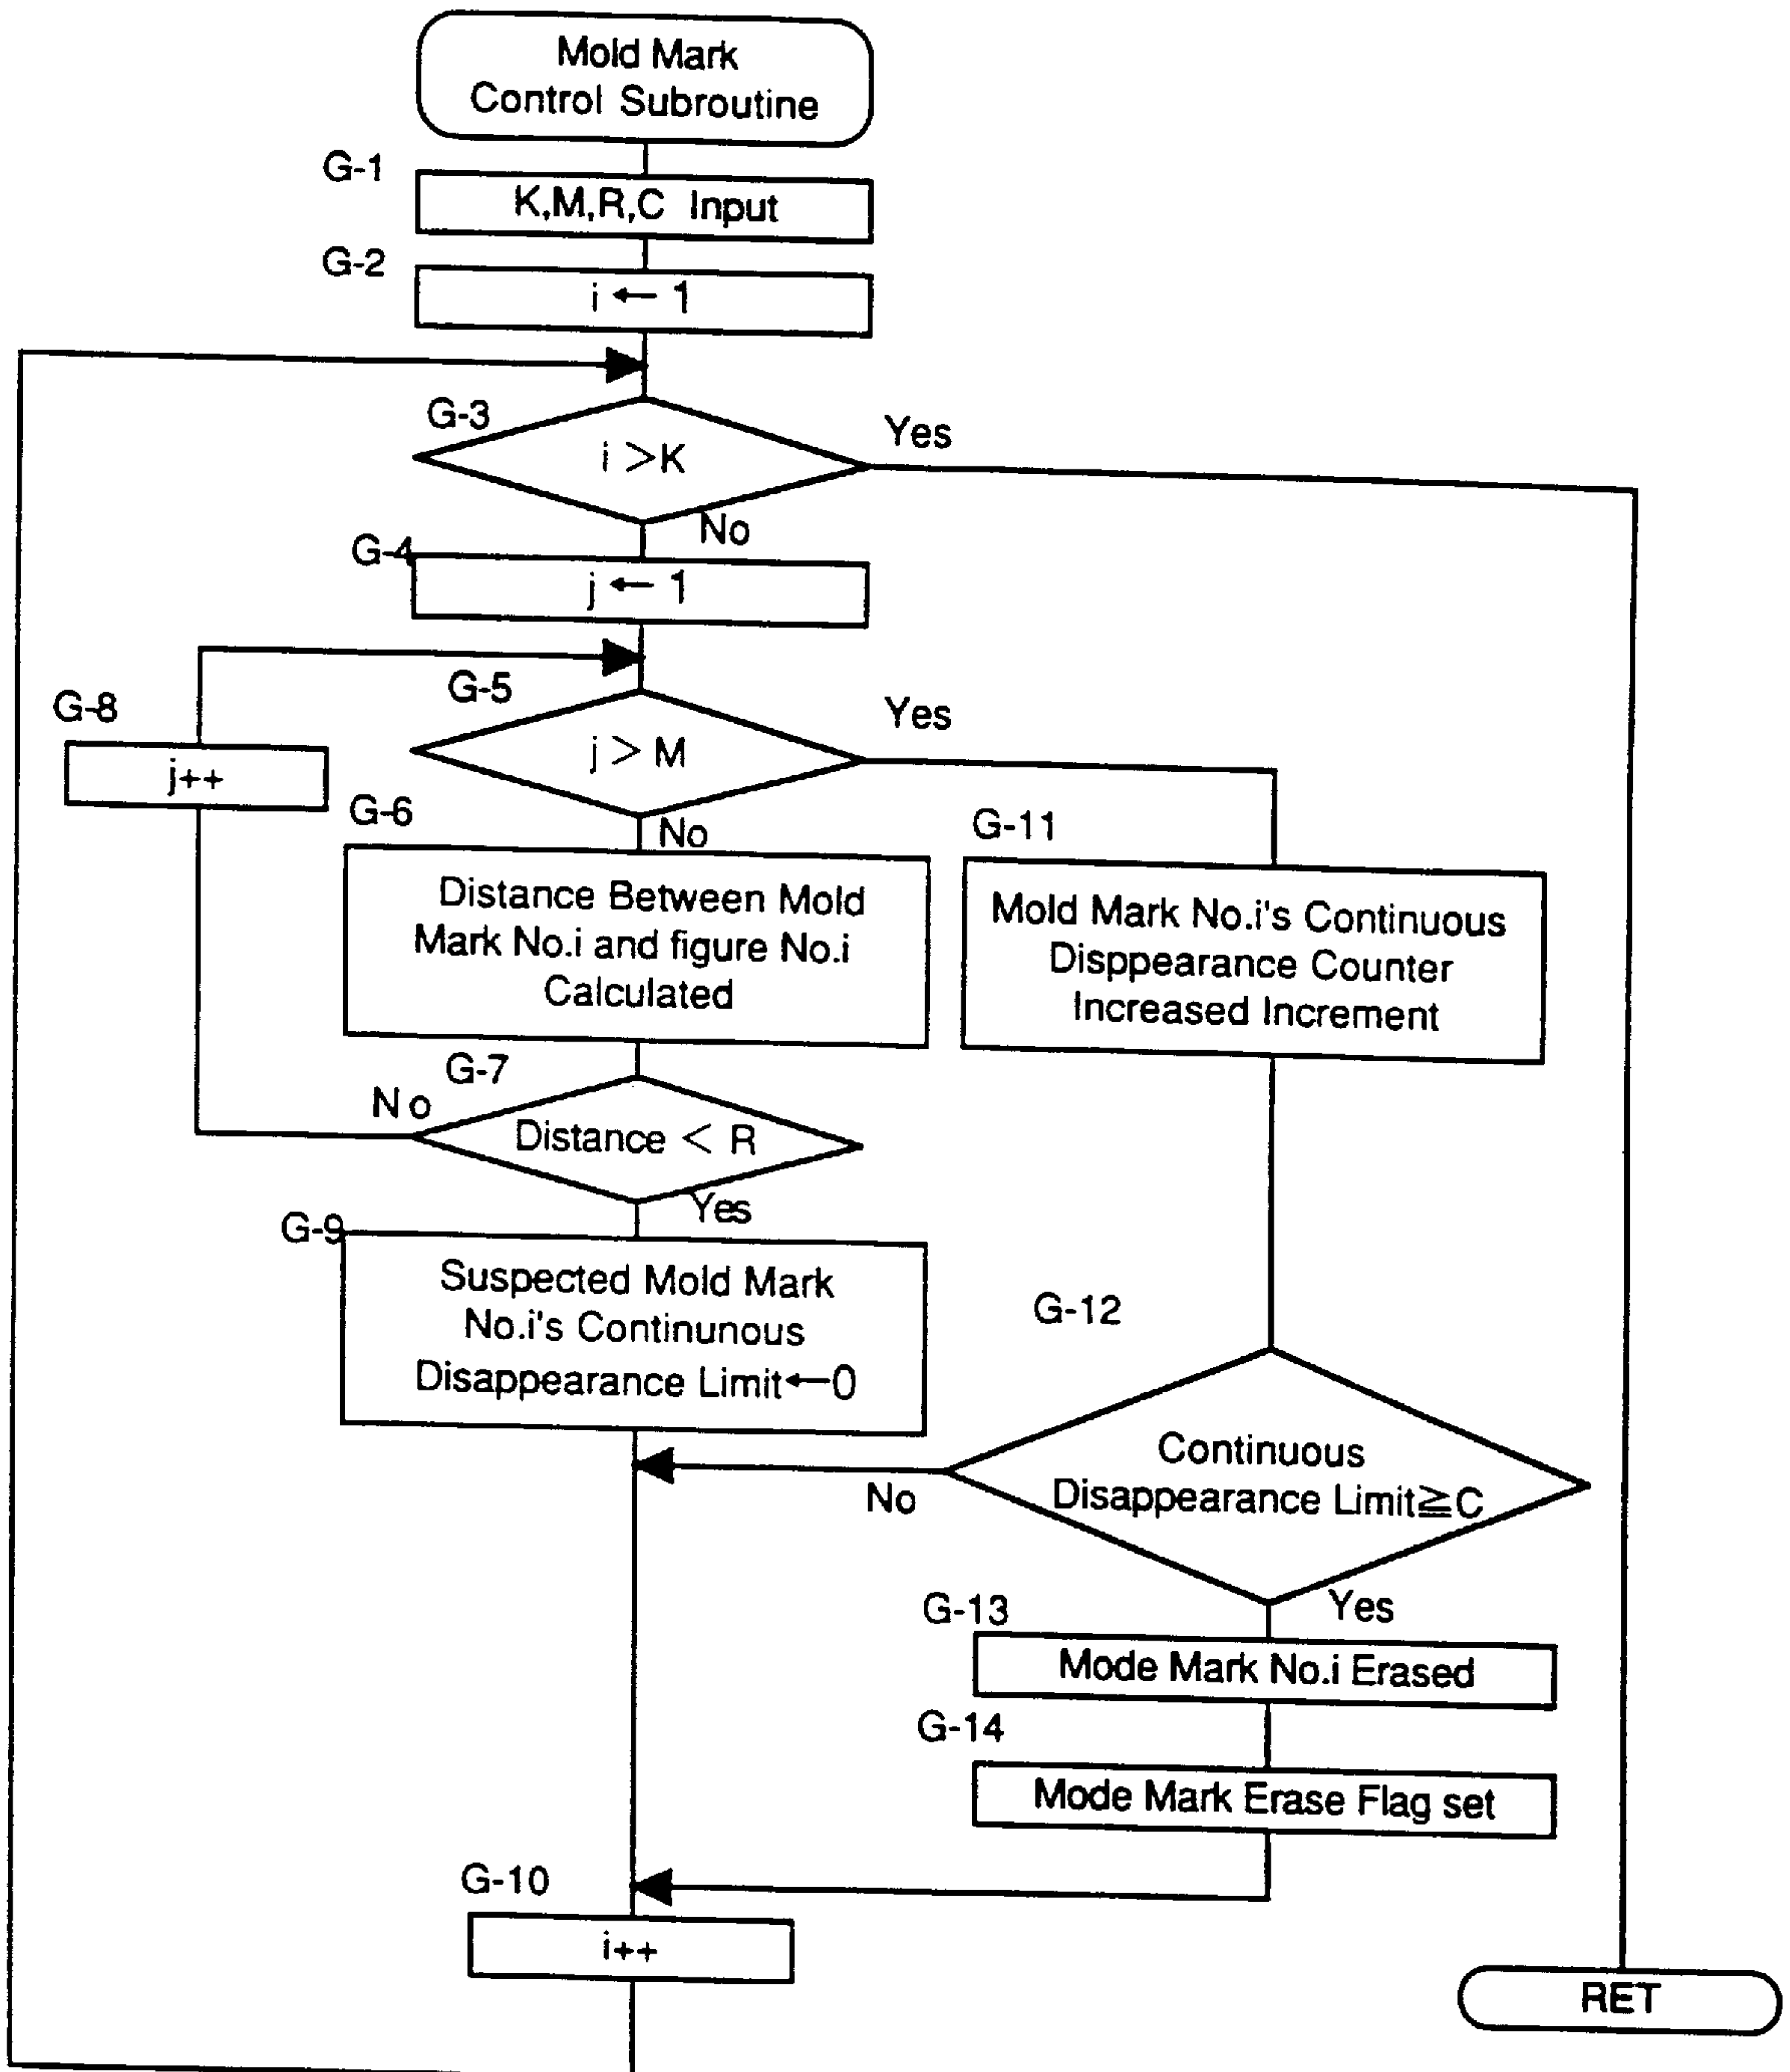 Mold Mark
Control Subroutine
G-1
K,M,R,C Input
G-2
i ← 1
G-3
i >K
Yes
No
G-4
j ← 1
G-5
j > M
Yes
No
G-8
j++
G-6
Distance Between Mold
Mark No.i and figure No.i
Calculated
G-11
Mold Mark No.i's Continuous
Disppearance Counter
Increased Increment
G-7
No
Distance < R
Yes
G-9
Suspected Mold Mark
No.i's Continunous
Disappearance Limit←0
G-12
Continuous
Disappearance Limit≧C
No
Yes
G-13
Mode Mark No.i Erased
G-14
Mode Mark Erase Flag set
G-10
i++
RET